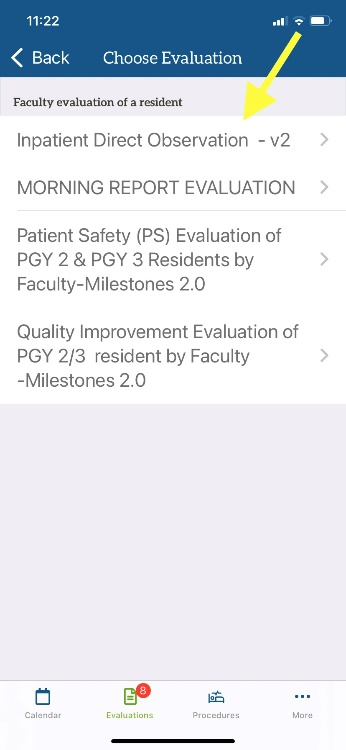 11:22
Back
Choose Evaluation
Faculty evaluation of a resident
Inpatient Direct Observation - v2
MORNING REPORT EVALUATION
Patient Safety (PS) Evaluation of
PGY 2 & PGY 3 Residents by
Faculty-Milestones 2.0
Quality Improvement Evaluation of
PGY 2/3 resident by Faculty
-Milestones 2.0
8
Calendar
Evaluations
Procedures
More